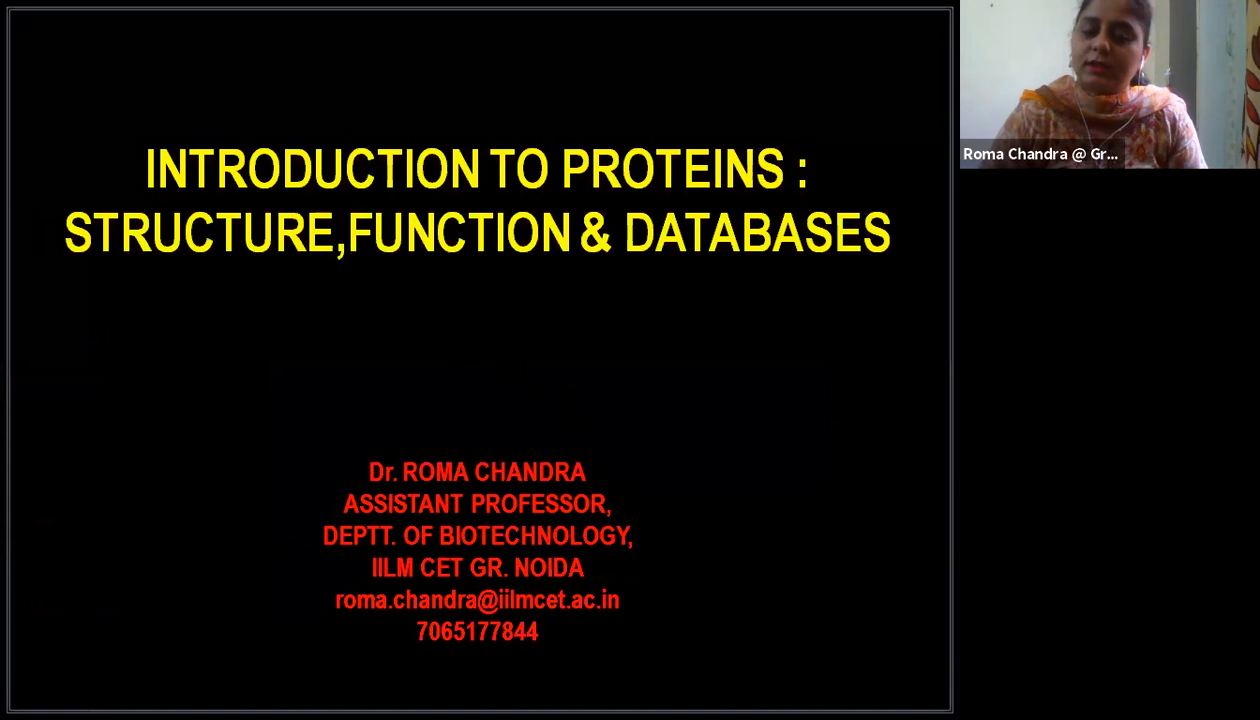 INTRODUCTION TO PROTEINS :
STRUCTURE,FUNCTION & DATABASES
Dr. ROMA CHANDRA
ASSISTANT PROFESSOR,
DEPTT. OF BIOTECHNOLOGY,
IILM CET GR. NOIDA
roma.chandra@iilmcet.ac.in
7065177844
Roma Chandra @ Gr...